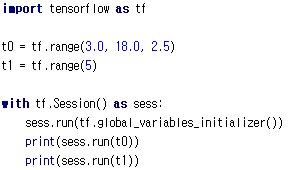 import tensorflow as tf
t0 = tf.range(3.0, 18.0, 2.5)
t1 = tf.range(5)
with tf.Session() as sess:
    sess.run(tf.global_variables_initializer())
    print(sess.run(t0))
    print(sess.run(t1))